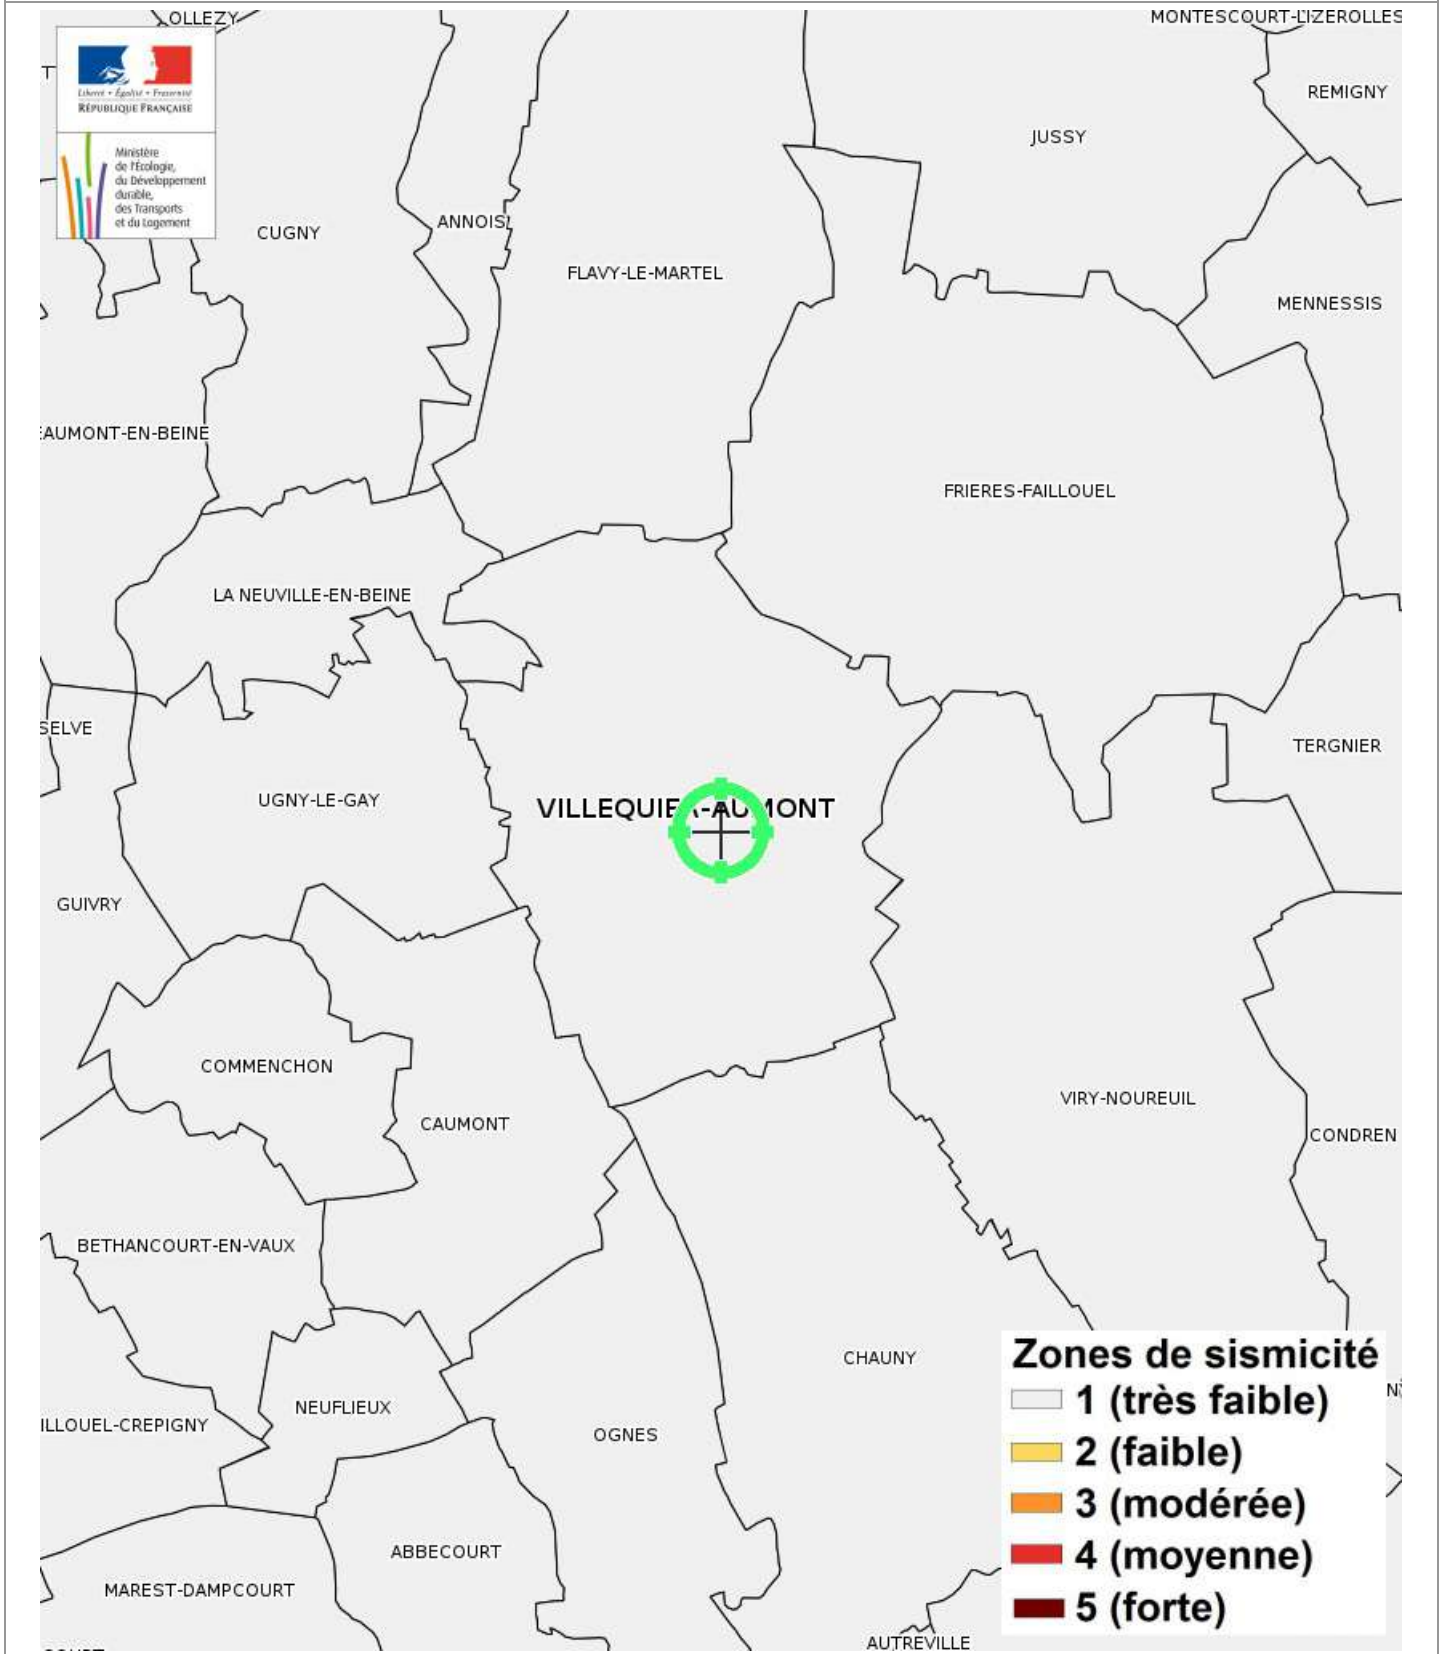 OLLEZY
MONTESCOURT-LIZEROLLES
T
Liberté • Égalité • Fraternité
RÉPUBLIQUE FRANÇAISE
REMIGNY
JUSSY
Ministère
de l'Écologie,
du Développement
durable,
des Transports
et du Logement
ANNOIS
CUGNY
FLAVY-LE-MARTEL
MENNESSIS
EAUMONT-EN-BEINE
FRIERES-FAILLOUEL
LA NEUVILLE-EN-BEINE
SELVE
TERGNIER
UGNY-LE-GAY
VILLEQUIER-AUMONT
GUIVRY
COMMENCHON
VIRY-NOUREUIL
CAUMONT
CONDREN
BETHANCOURT-EN-VAUX
CHAUNY
Zones de sismicité
1 (très faible)
2 (faible)
3 (modérée)
4 (moyenne)
5 (forte)
NEUFLIEUX
ILLOUEL-CREPIGNY
OGNES
ABBECOURT
MAREST-DAMPCOURT
AUTREVILLE